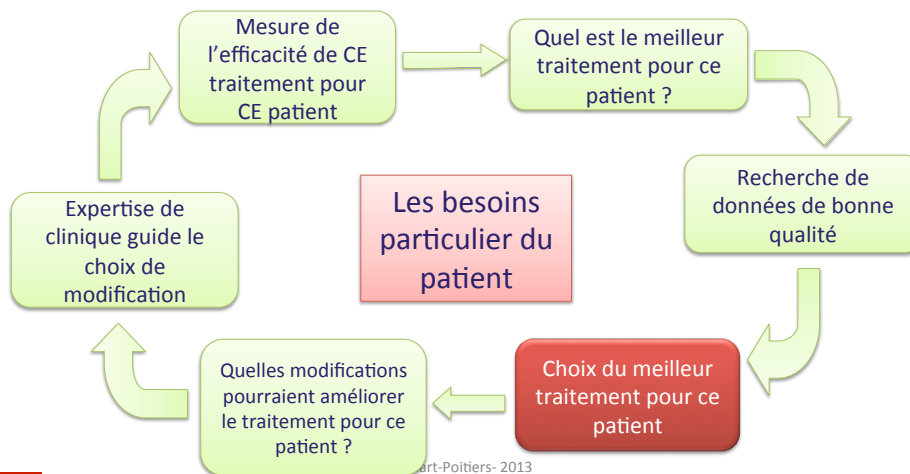 Mesure de
l'efficacité de CE
traitement pour
CE patient
Quel est le meilleur
traitement pour ce
patient ?
Recherche de
données de bonne
qualité
Choix du meilleur
traitement pour ce
patient
Quelles modifications
pourraient améliorer
le traitement pour ce
patient ?
Expertise de
clinique guide le
choix de
modification
Les besoins
particulier du
patient
art-Poitiers- 2013